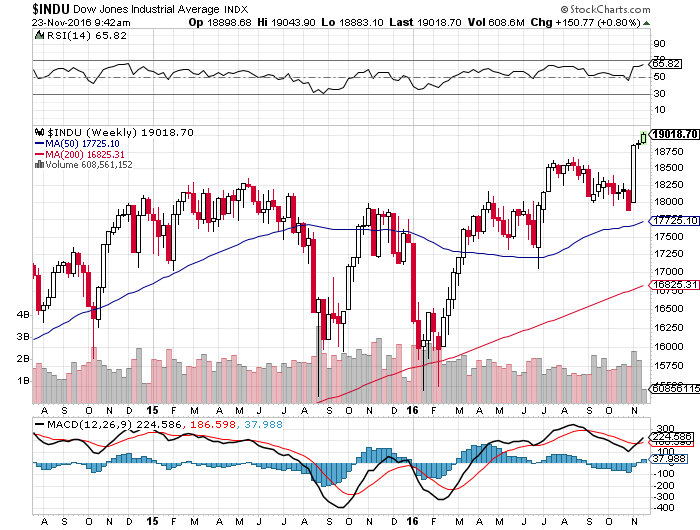 $INDU Dow Jones Industrial Average INDX © StockCharts.com
23-Nov-2016 9:42am Op 18898.68 Hi 19043.90 Lo 18883.10 Last 19018.70 Vol 608.6M Chg +150.77 (+0.80%)
RSI(14) 65.82
90
70
65.82
50
30
10
$INDU (Weekly) 19018.70
MA(50) 17725.10
MA(200) 16825.31
Volume 608,561,152
19018.70
18750
18500
18250
18000
17725.10
17500
17250
17000
16825.31
16500
16250
16000
15750
4B
3B
2B
1B
A S O N D 15 F M A M J J A S O N D 16 F M A M J J A S O N
MACD(12,26,9) 224.586, 186.598, 37.988
300
224.586
37.988
-100
-200
-300
-400
A S O N D 15 F M A M J J A S O N D 16 F M A M J J A S O N